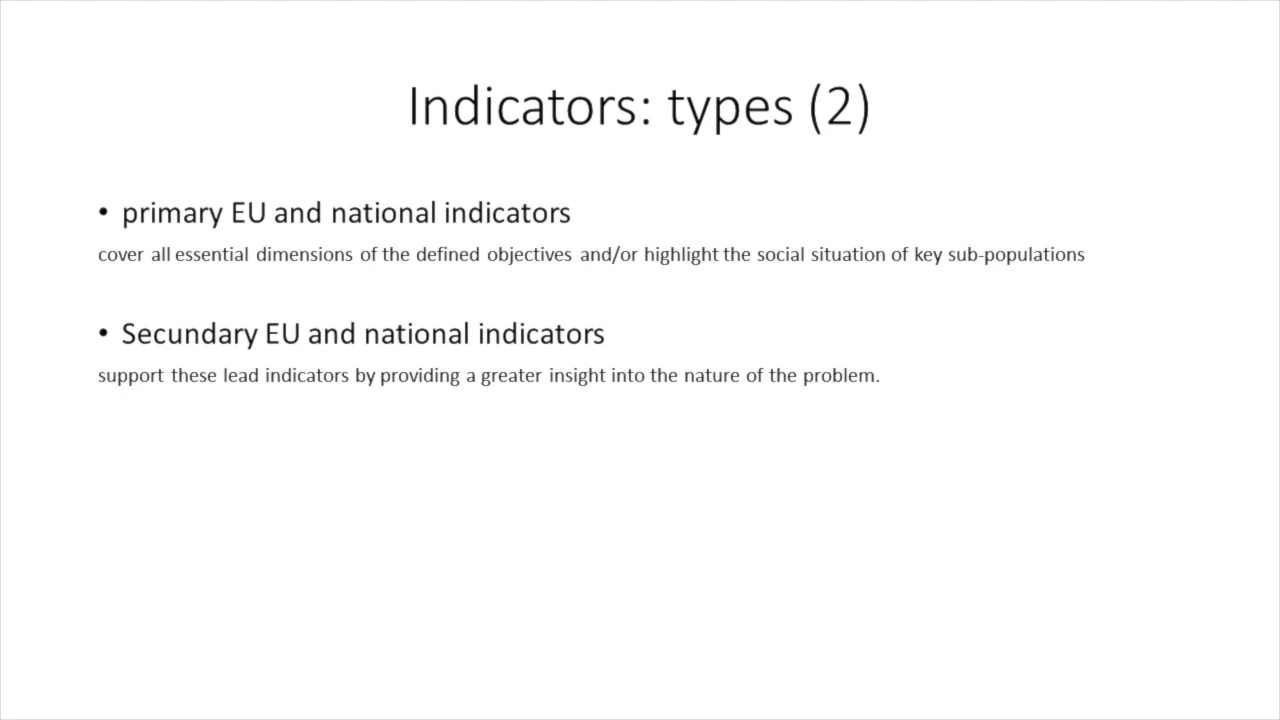 Indicators: types (2)
• primary EU and national indicators
cover all essential dimensions of the defined objectives and/or highlight the social situation of key sub-populations
• Secundary EU and national indicators
support these lead indicators by providing a greater insight into the nature of the problem.